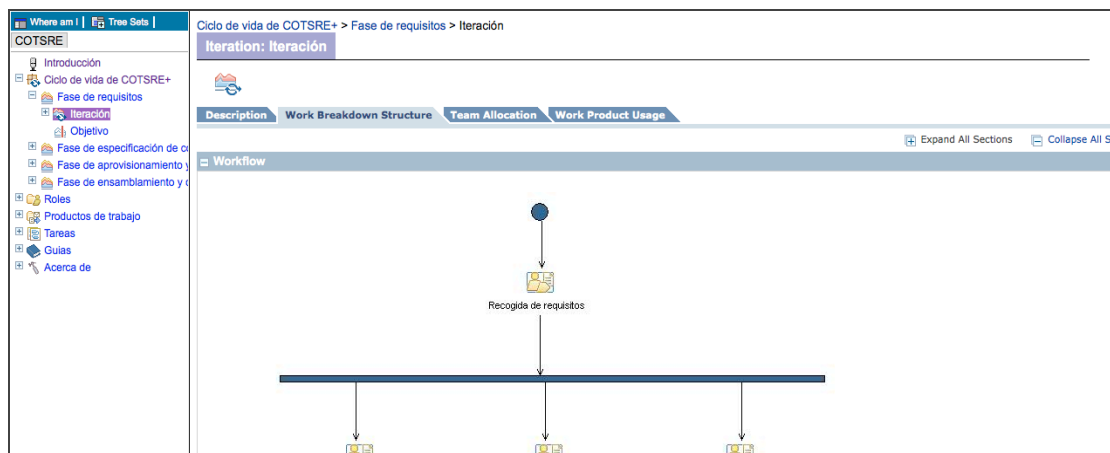 Where am I | Tree Sets |
COTSRE
Introducción
Ciclo de vida de COTSRE+
Fase de requisitos
Iteración
Objetivo
Fase de especificación de co
Fase de aprovisionamiento y
Fase de ensamblamiento y
Roles
Productos de trabajo
Tareas
Guias
Acerca de
Ciclo de vida de COTSRE+ > Fase de requisitos > Iteración
Iteration: Iteración
Description Work Breakdown Structure Team Allocation Work Product Usage
Expand All Sections Collapse All S
Workflow
Recogida de requisitos